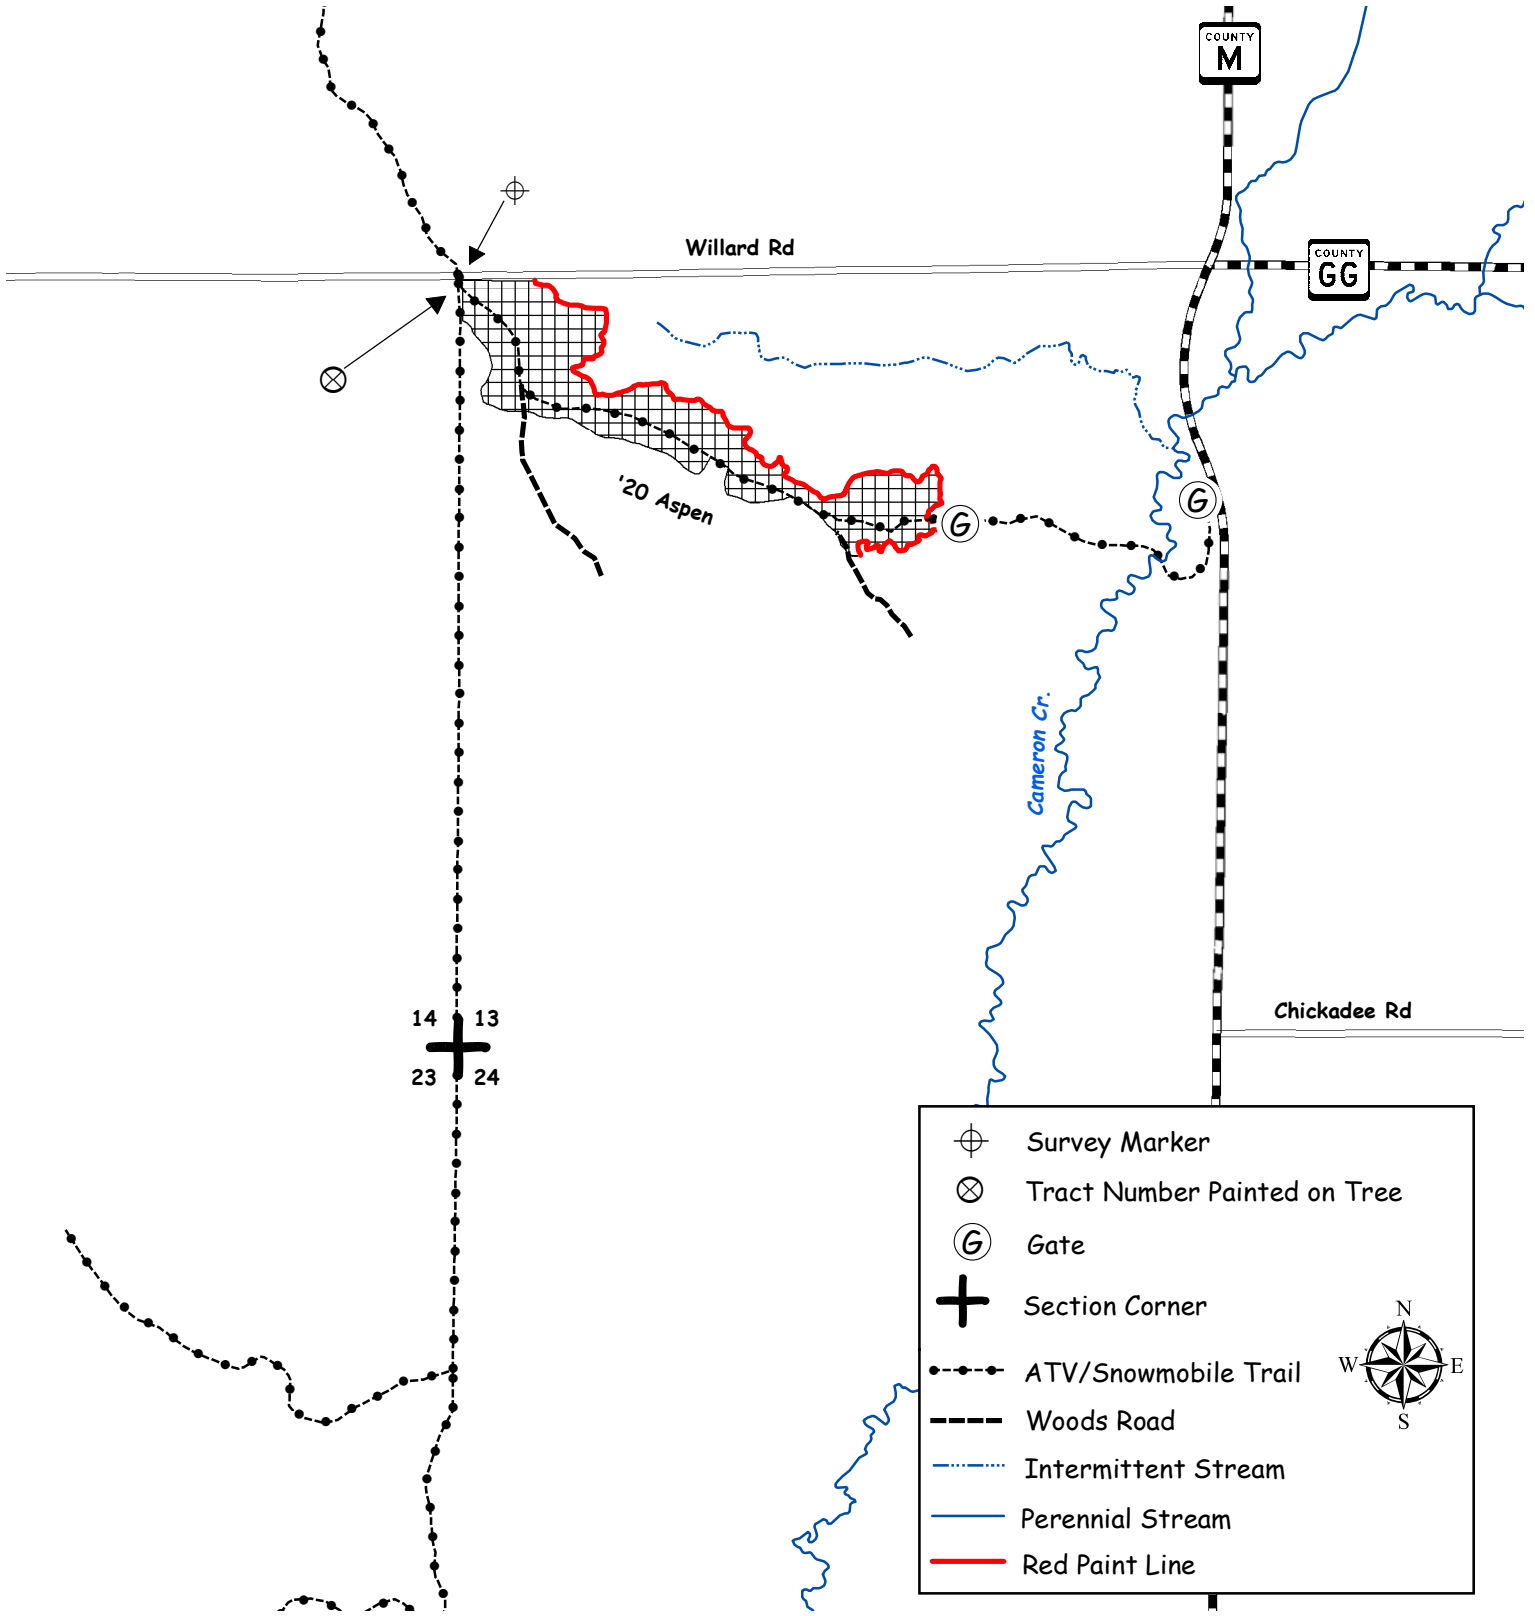 COUNTY
M
Willard Rd
COUNTY
GG
'20 Aspen
G
G
Cameron Cr.
14 13
23 24
Chickadee Rd
Survey Marker
Tract Number Painted on Tree
G Gate
Section Corner
ATV/Snowmobile Trail
Woods Road
Intermittent Stream
Perennial Stream
Red Paint Line
N
W E
S